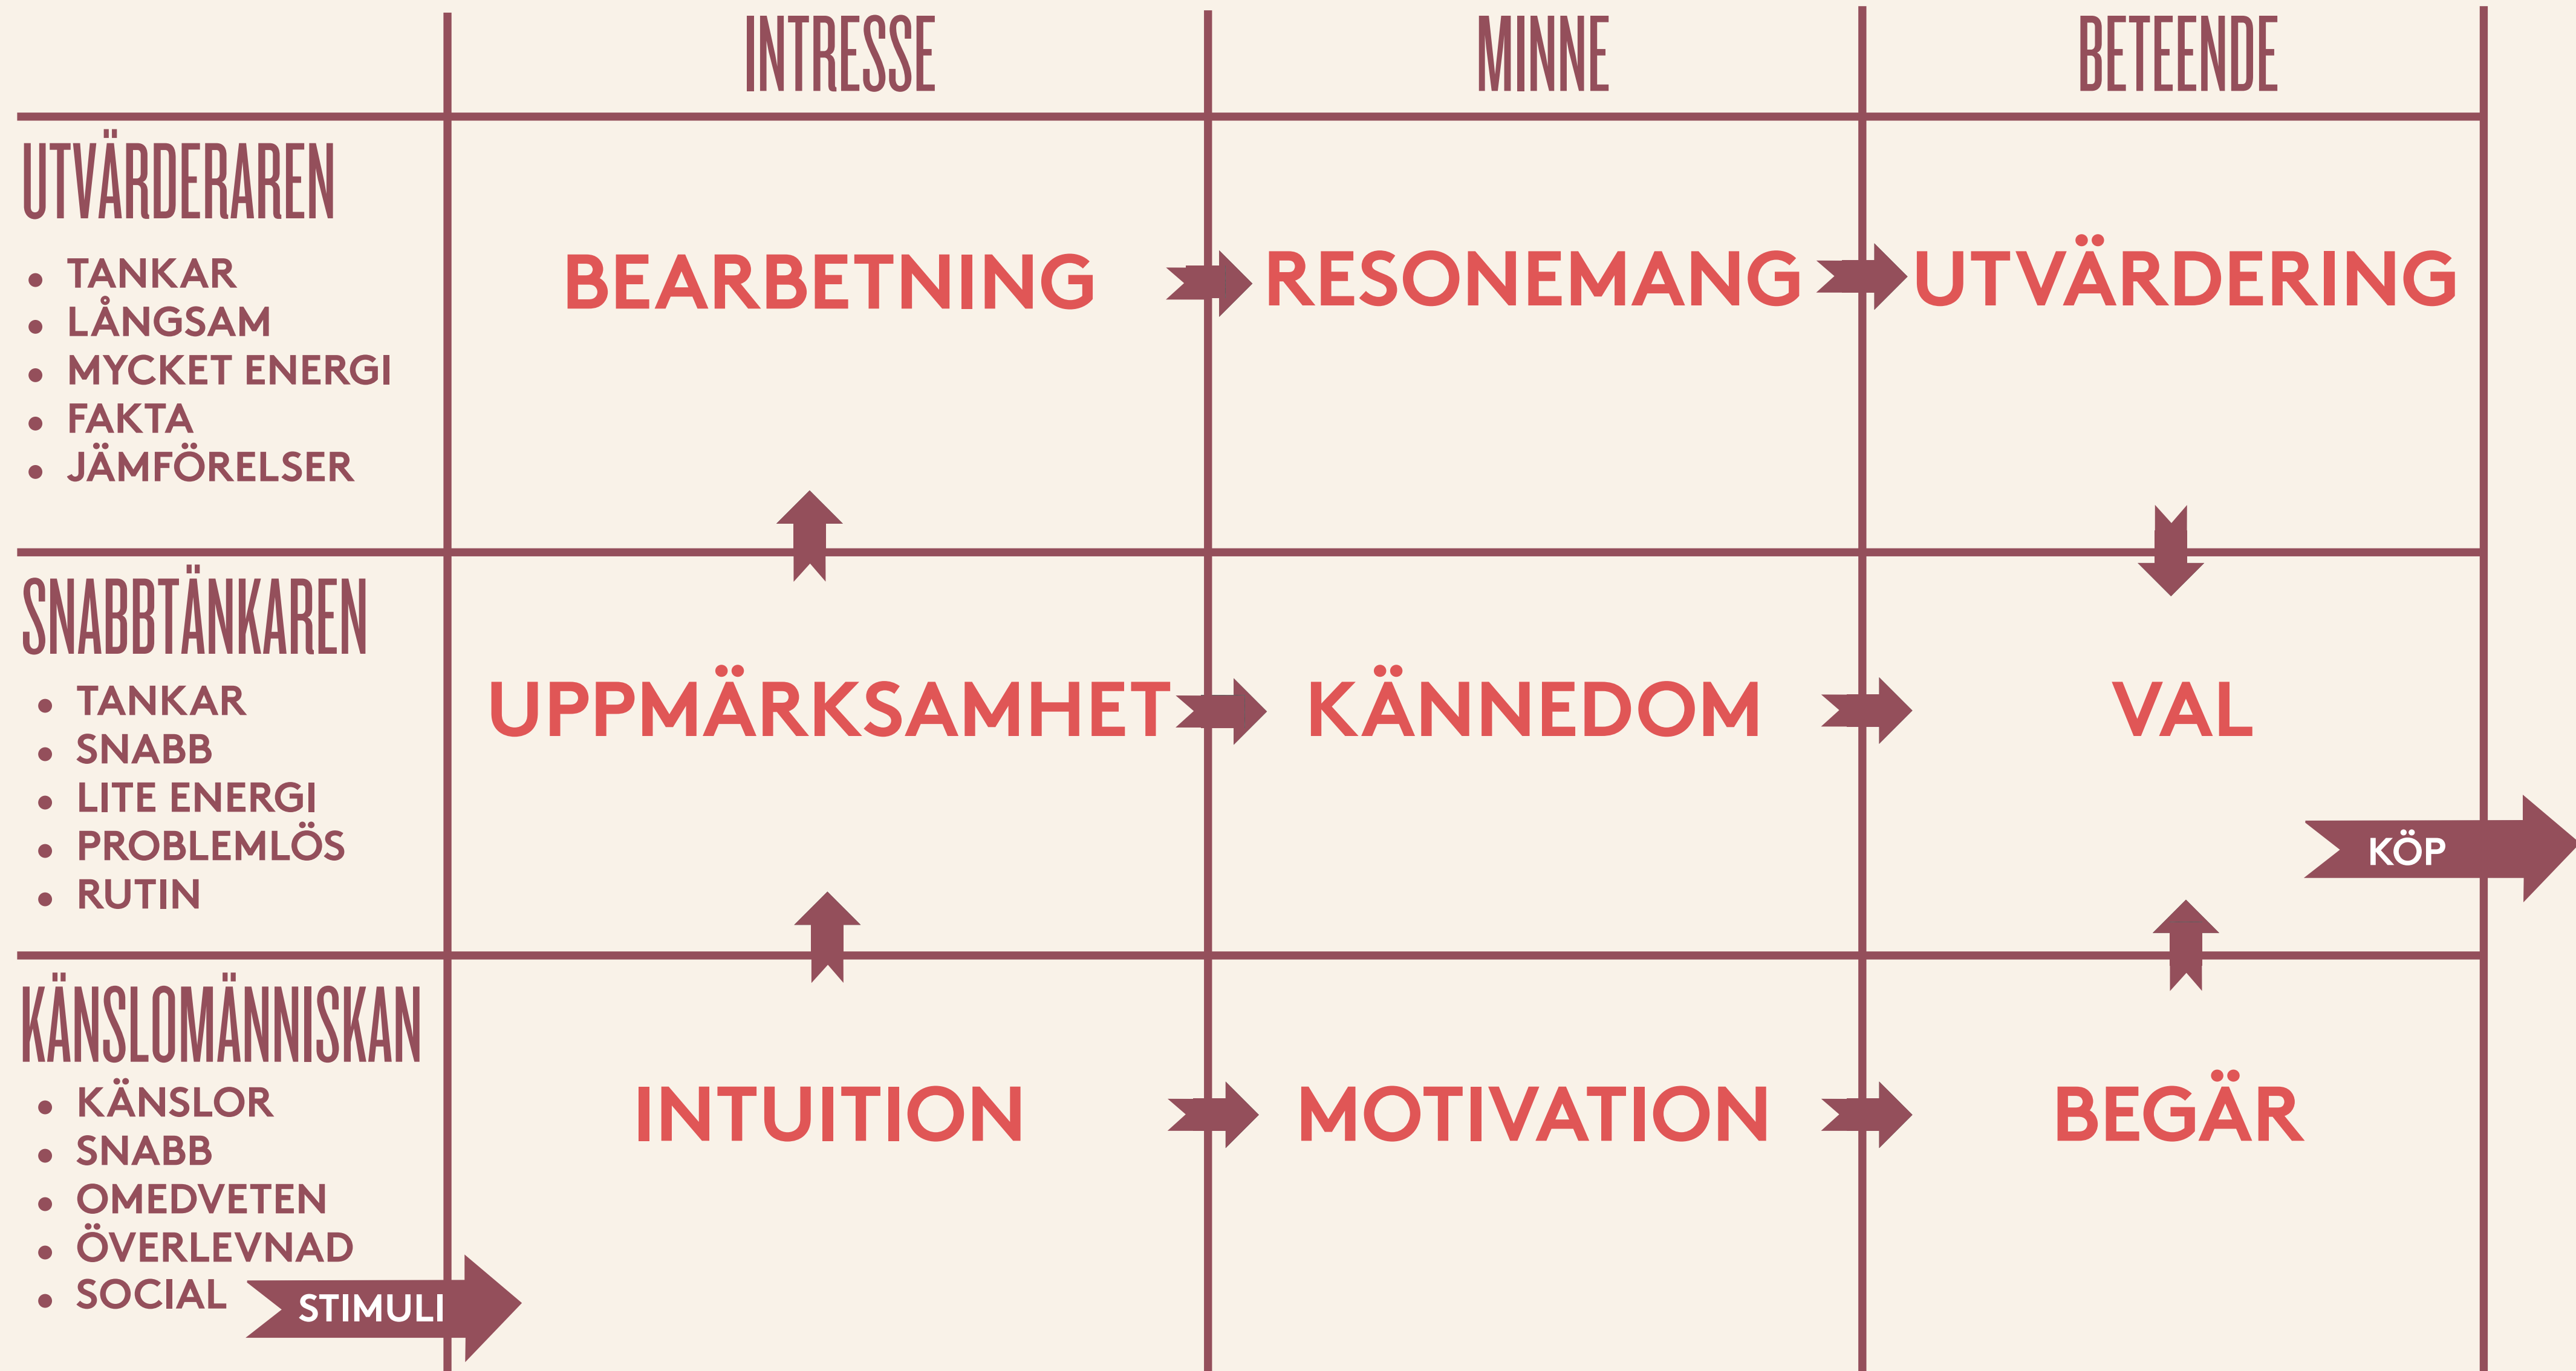 INTRESSE MINNE BETEENDE
UTVÄRDERAREN
• TANKAR
• LÅNGSAM
• MYCKET ENERGI
• FAKTA
• JÄMFÖRELSER
BEARBETNING RESONEMANG UTVÄRDERING
SNABBTÄNKAREN
• TANKAR
• SNABB
• LITE ENERGI
• PROBLEMLÖS
• RUTIN
UPPMÄRKSAMHET KÄNNEDOM VAL
KÖP
KÄNSLOMÄNNISKAN
• KÄNSLOR
• SNABB
• OMEDVETEN
• ÖVERLEVNAD
• SOCIAL
STIMULI
INTUITION MOTIVATION BEGÄR